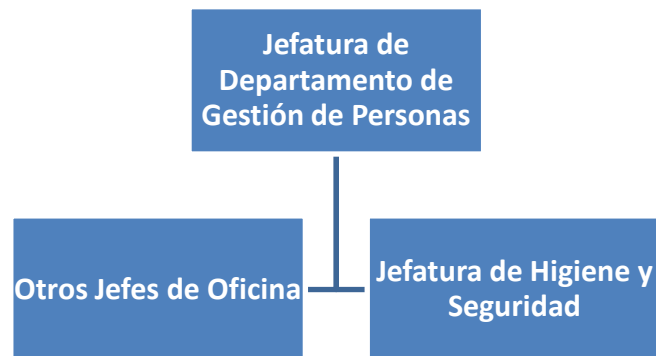 Jefatura de
Departamento de
Gestión de Personas
Otros Jefes de Oficina
Jefatura de Higiene y
Seguridad